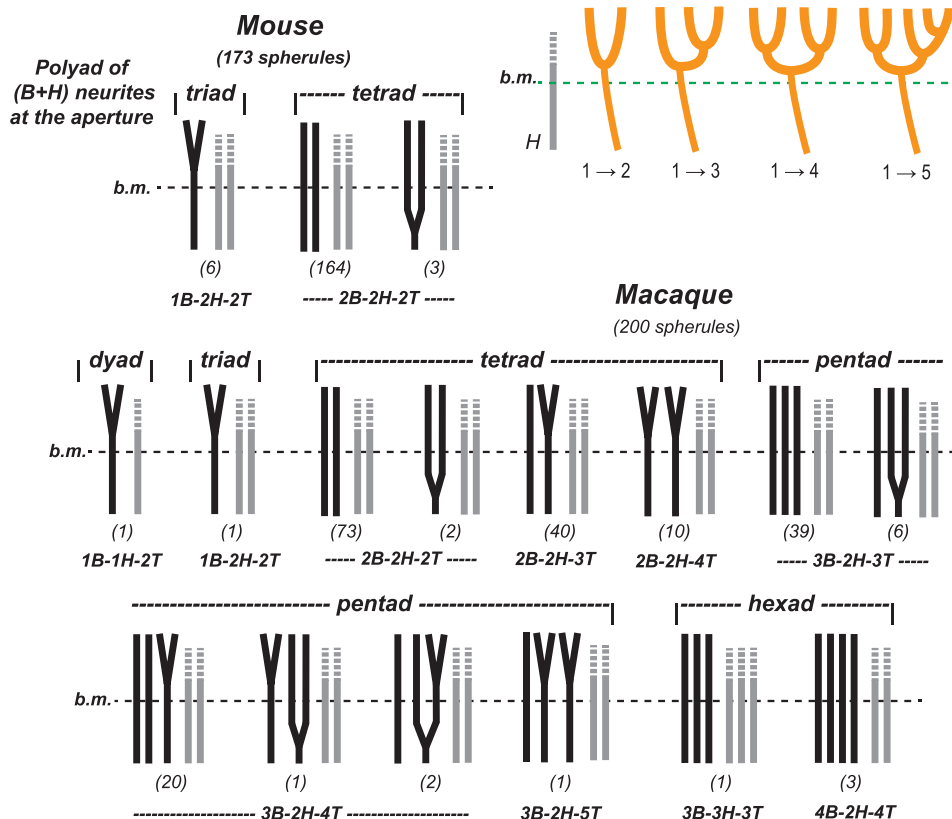 Mouse
(173 spherules)
Polyad of
(B+H) neurites
at the aperture
triad
tetrad
b.m.
(6)
(164)
(3)
1B-2H-2T
2B-2H-2T
b.m.
H
1 → 2
1 → 3
1 → 4
1 → 5
Macaque
(200 spherules)
dyad
triad
tetrad
pentad
b.m.
(1)
(1)
(73)
(2)
(40)
(10)
(39)
(6)
1B-1H-2T
1B-2H-2T
2B-2H-2T
2B-2H-3T
2B-2H-4T
3B-2H-3T
pentad
hexad
b.m.
(20)
(1)
(2)
(1)
(1)
(3)
3B-2H-4T
3B-2H-5T
3B-3H-3T
4B-2H-4T